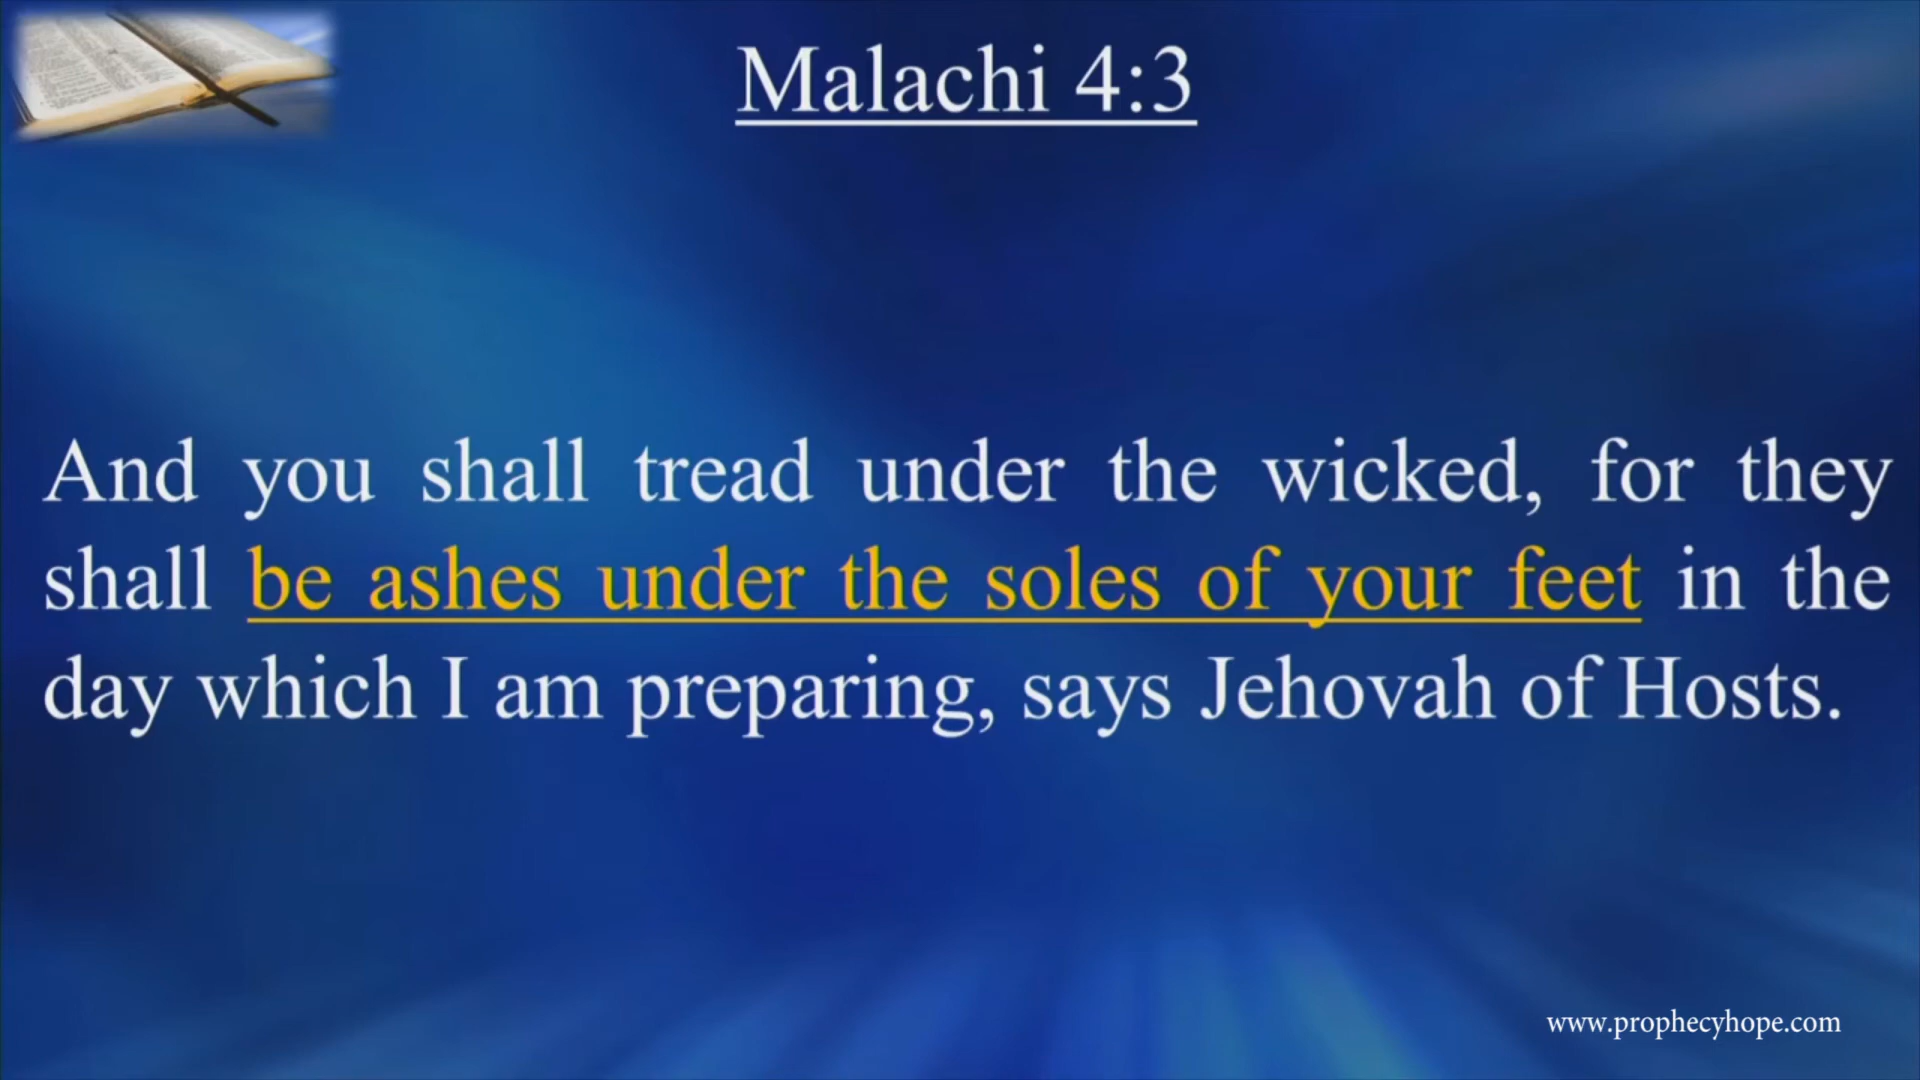 Malachi 4:3
And you shall tread under the wicked, for they
shall be ashes under the soles of your feet in the
day which I am preparing, says Jehovah of Hosts.
www.prophecyhope.com